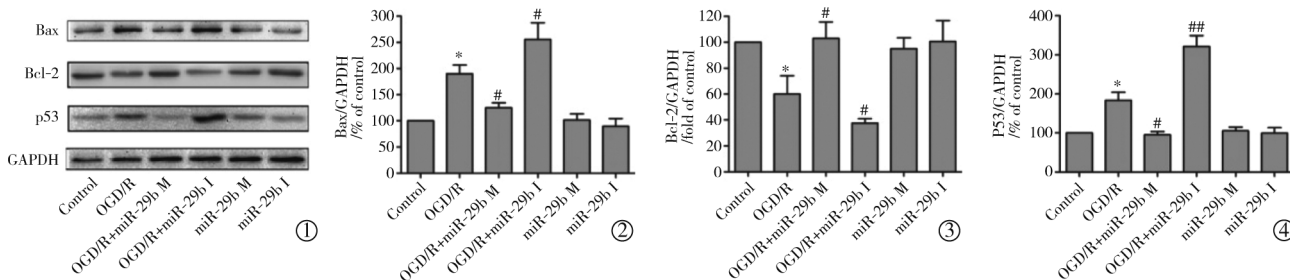 Bax
Bcl-2
p53
GAPDH
Control
OGD/R
OGD/R+miR-29b M
OGD/R+miR-29b I
miR-29b M
miR-29b I
①
Bax/GAPDH
/% of control
300
250
200
150
100
50
0
*
#
#
Control
OGD/R
OGD/R+miR-29b M
OGD/R+miR-29b I
miR-29b M
miR-29b I
②
Bcl-2/GAPDH
/fold of control
120
100
80
60
40
20
0
*
#
#
Control
OGD/R
OGD/R+miR-29b M
OGD/R+miR-29b I
miR-29b M
miR-29b I
③
P53/GAPDH
/% of control
400
300
200
100
0
*
#
##
Control
OGD/R
OGD/R+miR-29b M
OGD/R+miR-29b I
miR-29b M
miR-29b I
④